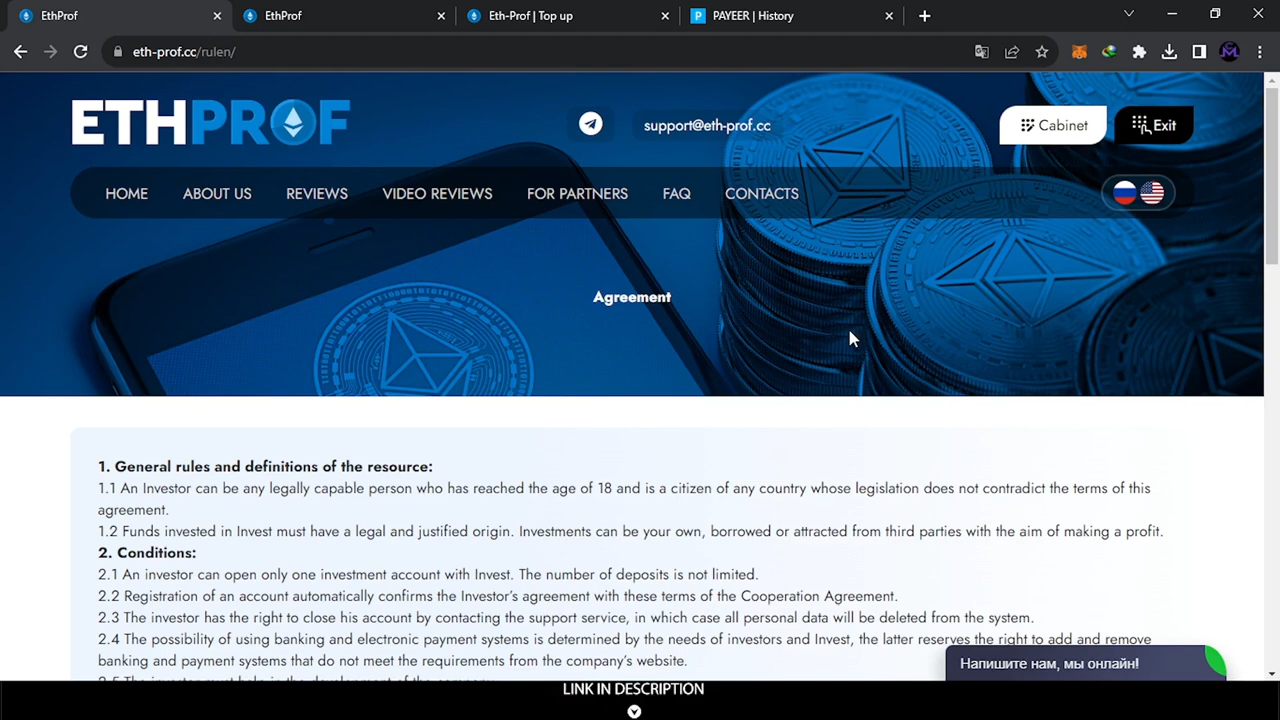 EthProf
EthProf
Eth-Prof | Top up
P PAYEER | History
eth-prof.cc/rulen/
ETHPROF
support@eth-prof.cc
Cabinet
Exit
HOME
ABOUT US
REVIEWS
VIDEO REVIEWS
FOR PARTNERS
FAQ
CONTACTS
Agreement
1. General rules and definitions of the resource:
1.1 An Investor can be any legally capable person who has reached the age of 18 and is a citizen of any country whose legislation does not contradict the terms of this
agreement.
1.2 Funds invested in Invest must have a legal and justified origin. Investments can be your own, borrowed or attracted from third parties with the aim of making a profit.
2. Conditions:
2.1 An investor can open only one investment account with Invest. The number of deposits is not limited.
2.2 Registration of an account automatically confirms the Investor’s agreement with these terms of the Cooperation Agreement.
2.3 The investor has the right to close his account by contacting the support service, in which case all personal data will be deleted from the system.
2.4 The possibility of using banking and electronic payment systems is determined by the needs of investors and Invest, the latter reserves the right to add and remove
banking and payment systems that do not meet the requirements from the company’s website.
Напишите нам, мы онлайн!
LINK IN DESCRIPTION